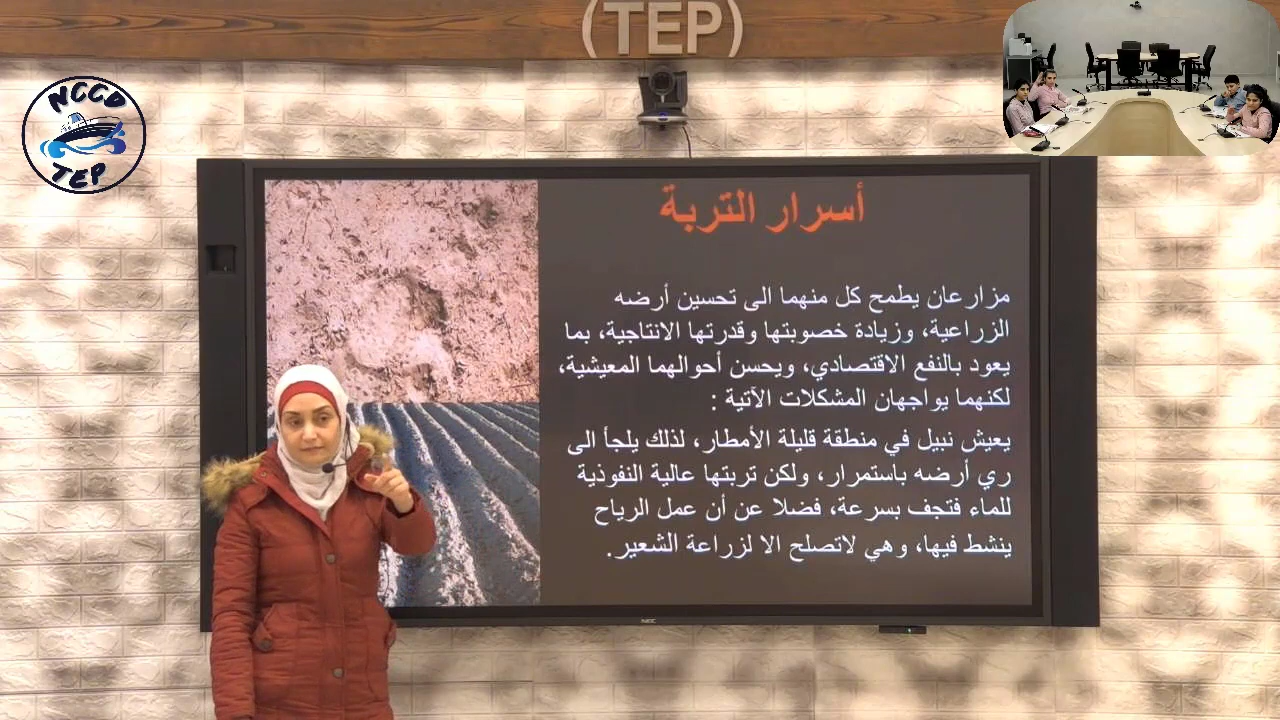 (TEP)
NCCD
TEP
أسرار التربة
مزارعان يطمح كل منهما الى تحسين أرضه
الزراعية، وزيادة خصوبتها وقدرتها الانتاجية، بما
يعود بالنفع الاقتصادي، ويحسن أحوالهما المعيشية،
لكنهما يواجهان المشكلات الآتية :
يعيش نبيل في منطقة قليلة الأمطار، لذلك يلجأ الى
ري أرضه باستمرار، ولكن تربتها عالية النفوذية
للماء فتجف بسرعة، فضلا عن أن عمل الرياح
ينشط فيها، وهي لاتصلح الا لزراعة الشعير.
NEC